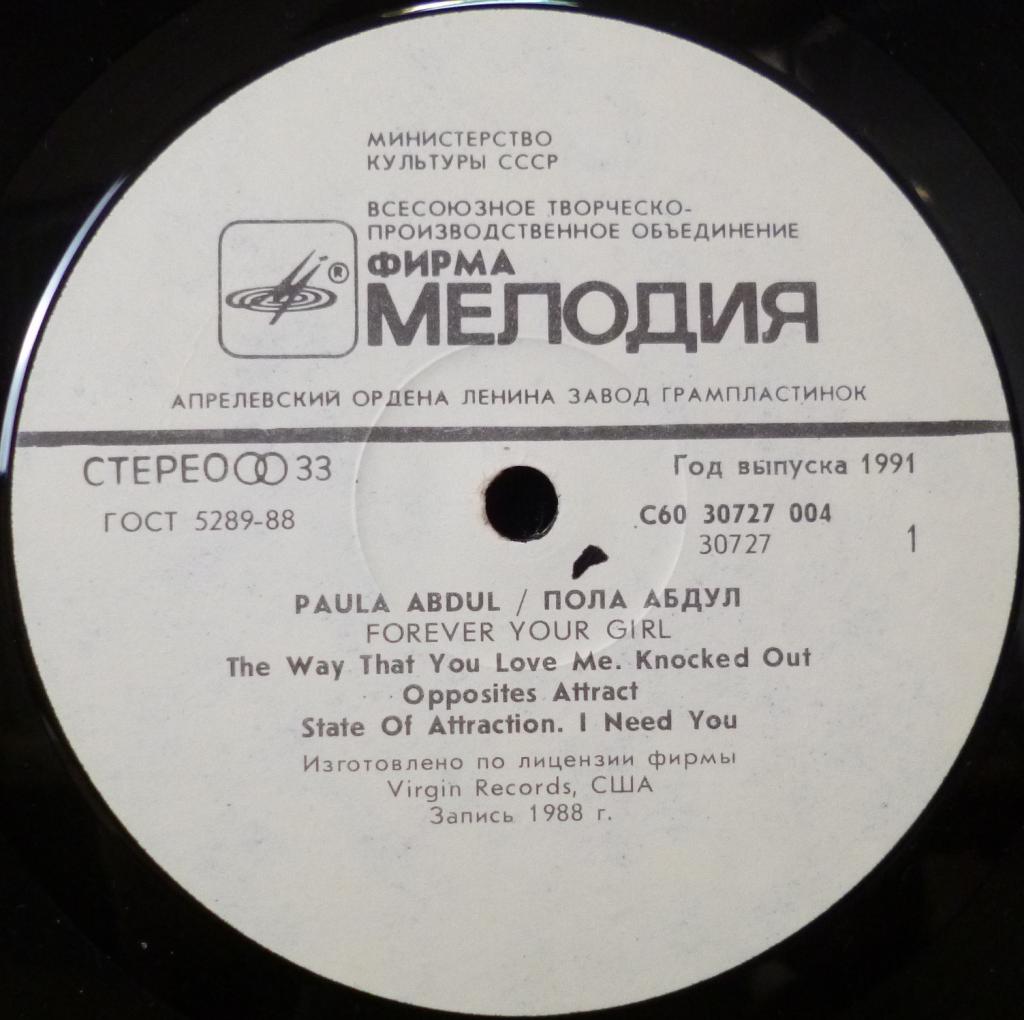 МИНИСТЕРСТВО
КУЛЬТУРЫ СССР
ВСЕСОЮЗНОЕ ТВОРЧЕСКО-
ПРОИЗВОДСТВЕННОЕ ОБЪЕДИНЕНИЕ
®
ФИРМА
МЕЛОДИЯ
АПРЕЛЕВСКИЙ ОРДЕНА ЛЕНИНА ЗАВОД ГРАМПЛАСТИНОК
СТЕРЕО 33
Год выпуска 1991
ГОСТ 5289-88
С60 30727 004
30727
1
PAULA ABDUL / ПОЛА АБДУЛ
FOREVER YOUR GIRL
The Way That You Love Me. Knocked Out
Opposites Attract
State Of Attraction. I Need You
Изготовлено по лицензии фирмы
Virgin Records, США
Запись 1988 г.